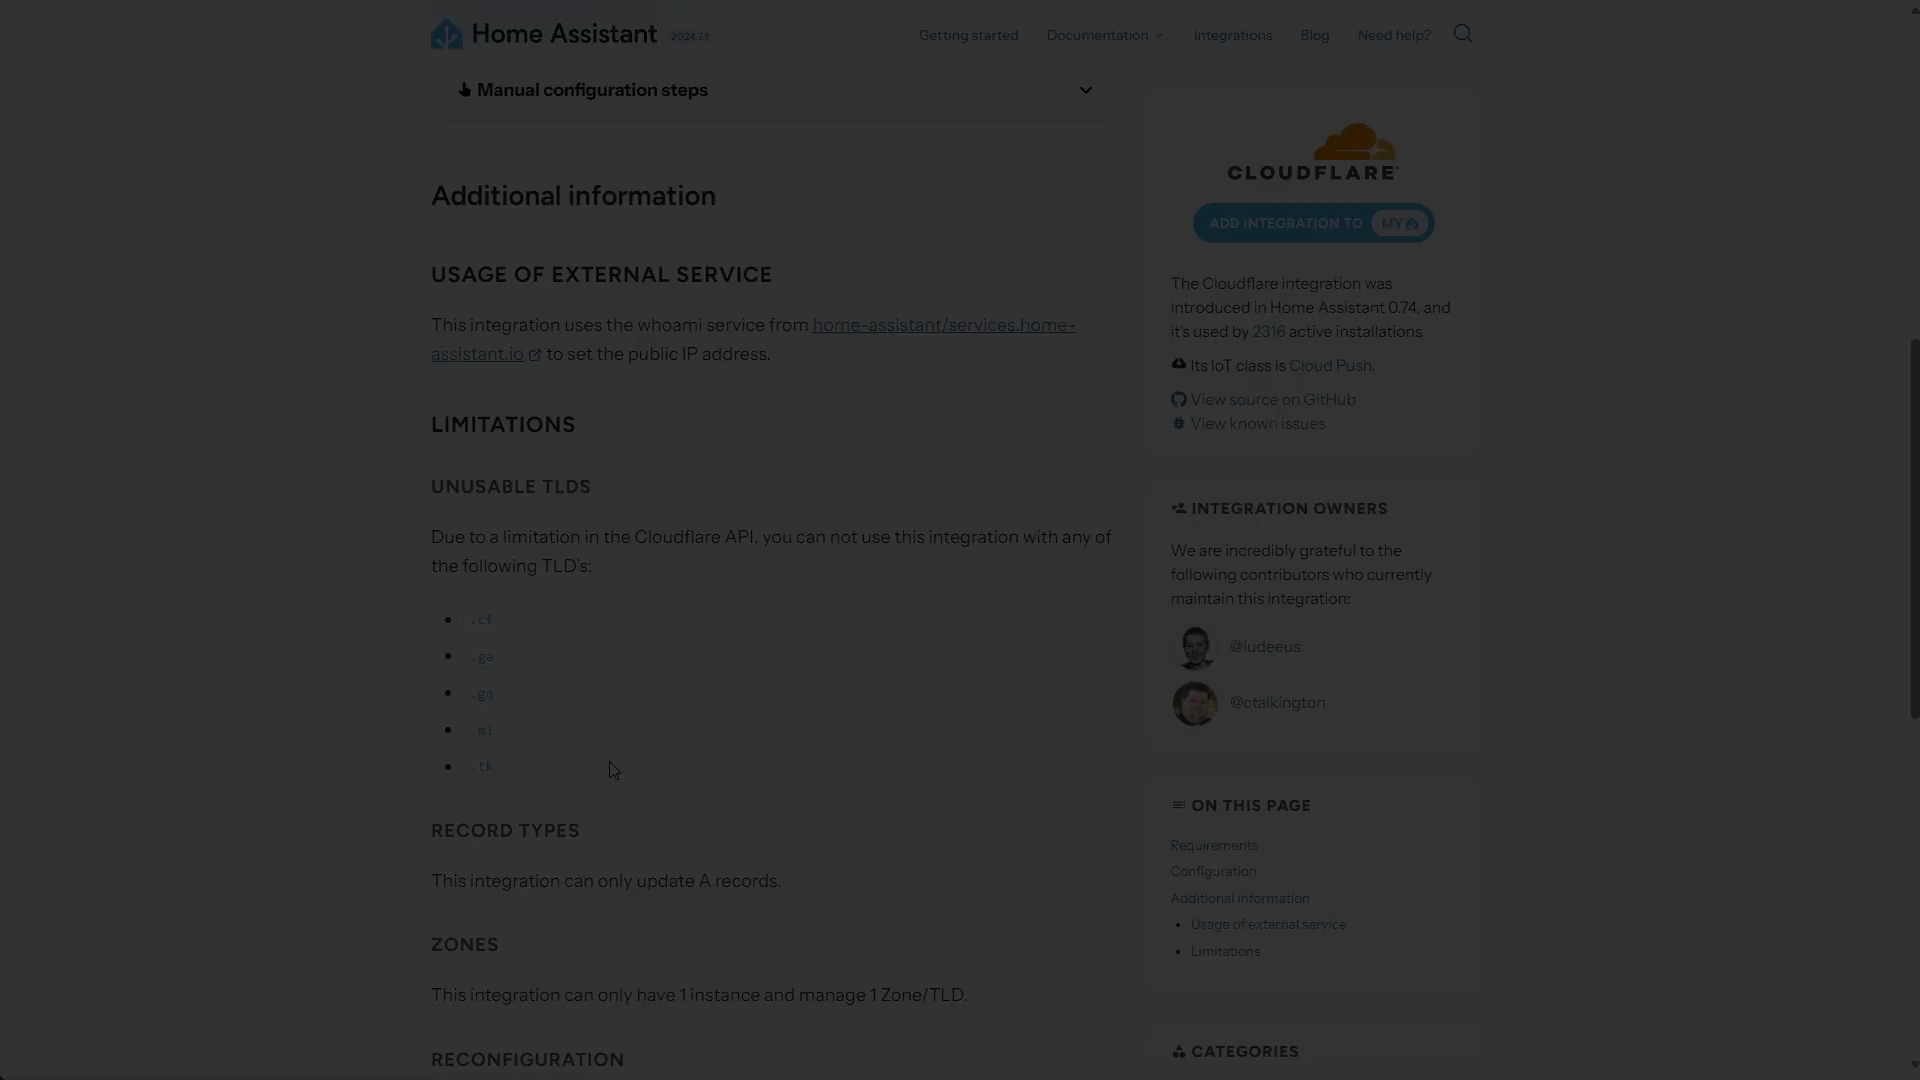 Home Assistant 2024.7.1
Getting started Documentation Integrations Blog Need help?
Manual configuration steps
Additional information
USAGE OF EXTERNAL SERVICE
This integration uses the whoami service from home-assistant/services.home-
assistant.io to set the public IP address.
LIMITATIONS
UNUSABLE TLDS
Due to a limitation in the Cloudflare API, you can not use this integration with any of
the following TLD's:
.cf
.ga
.gq
.ml
.tk
RECORD TYPES
This integration can only update A records.
ZONES
This integration can only have 1 instance and manage 1 Zone/TLD.
RECONFIGURATION
CLOUDFLARE
ADD INTEGRATION TO MY
The Cloudflare integration was
introduced in Home Assistant 0.74, and
it's used by 2316 active installations.
Its IoT class is Cloud Push.
View source on GitHub
View known issues
INTEGRATION OWNERS
We are incredibly grateful to the
following contributors who currently
maintain this integration:
@ludeeus
@ctalkington
ON THIS PAGE
Requirements
Configuration
Additional information
Usage of external service
Limitations
CATEGORIES